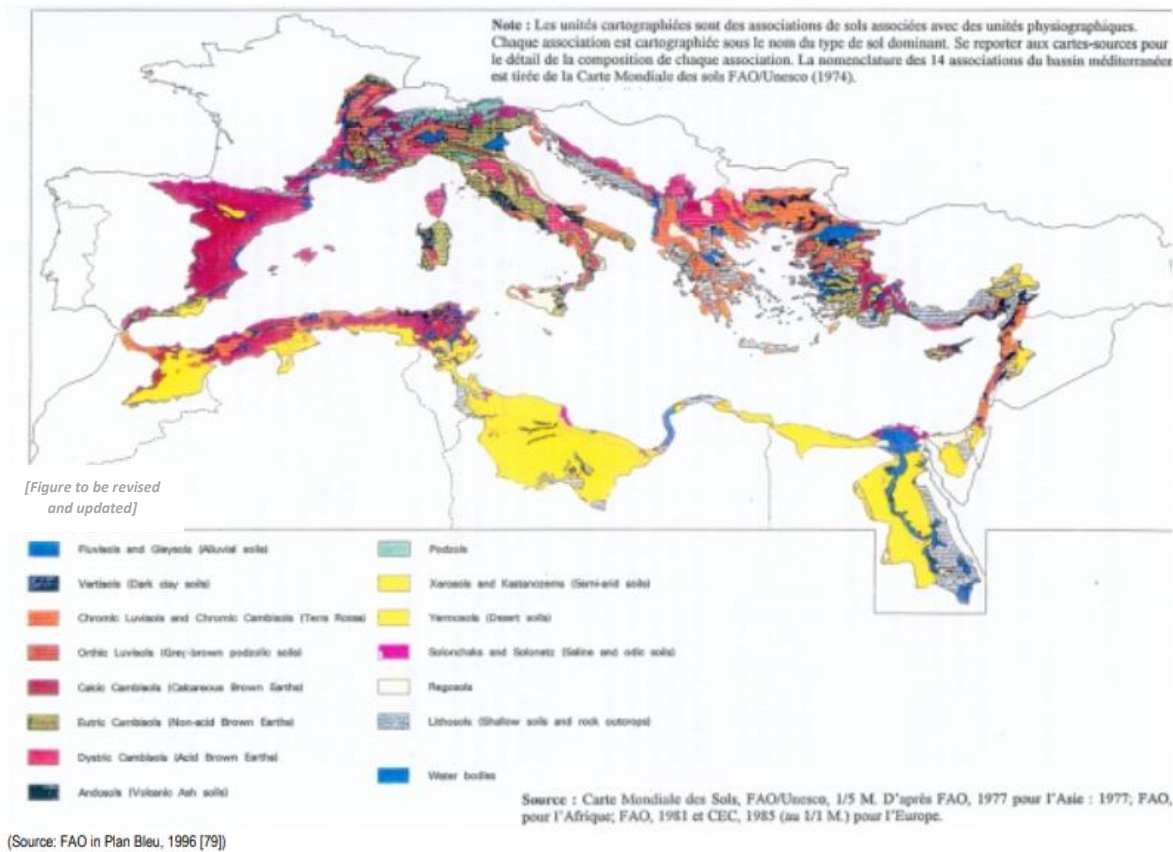 Note : Les unités cartographiées sont des associations de sols associées avec des unités physiographiques.
Chaque association est cartographiée sous le nom du type de sol dominant. Se reporter aux cartes-sources pour
le détail de la composition de chaque association. La nomenclature des 14 associations du bassin méditerranéen
est tirée de la Carte Mondiale des sols FAO/Unesco (1974).
[Figure to be revised
and updated]
Fluvisols and Gleysols (Alluvial soils)
Vertisols (Dark clay soils)
Chromic Luvisols and Chromic Cambisols (Terra Rossa)
Orthic Luvisols (Grey-brown podzolic soils)
Calcic Cambisols (Calcareous Brown Earths)
Eutric Cambisols (Non-acid Brown Earths)
Dystric Cambisols (Acid Brown Earths)
Andosols (Volcanic Ash soils)
Podzols
Xerosols and Kastanozems (Semi-arid soils)
Yermosols (Desert soils)
Solonchaks and Solonetz (Saline and odic soils)
Regosols
Lithosols (Shallow soils and rock outcrops)
Water bodies
Source : Carte Mondiale des Sols, FAO/Unesco, 1/5 M. D'après FAO, 1977 pour l'Asie : 1977; FAO,
pour l'Afrique; FAO, 1981 et CEC, 1985 (au 1/1 M.) pour l'Europe.
(Source: FAO in Plan Bleu, 1996 [79])